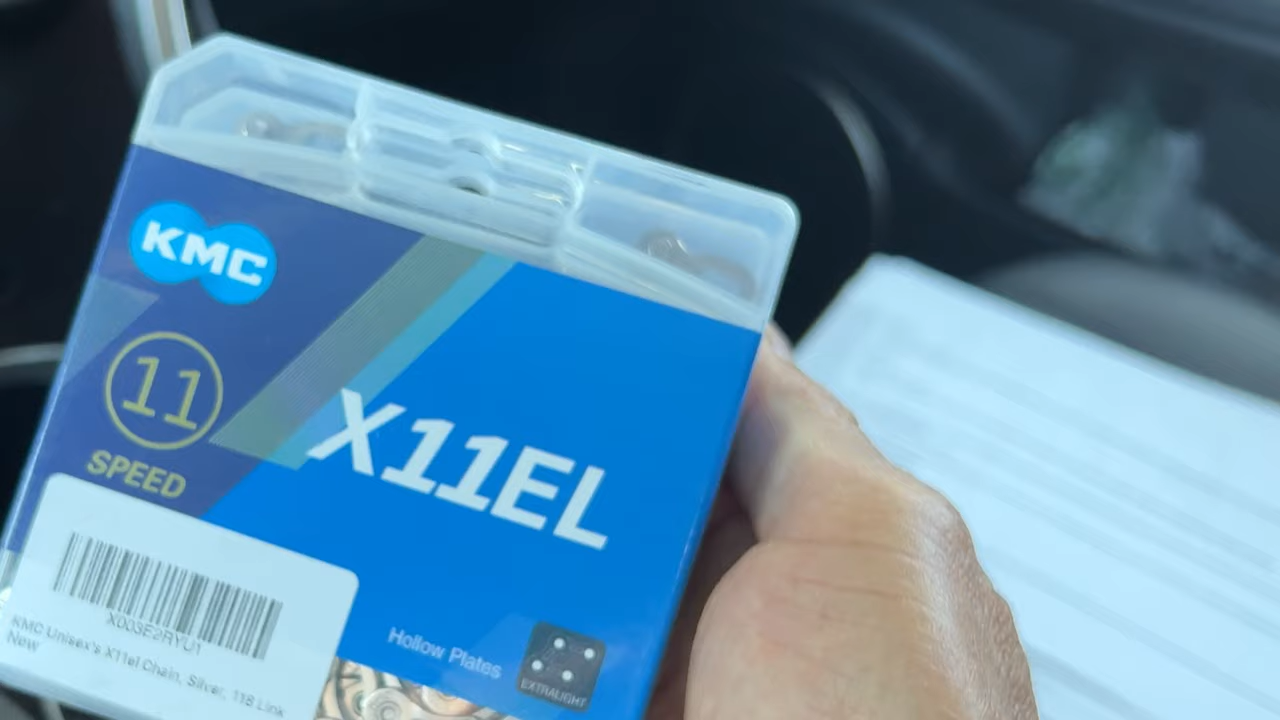 KMC
11
SPEED
X11EL
X003E2RYU1
KMC Unisex's X11el Chain, Silver, 118 Link
New
Hollow Plates
EXTRALIGHT